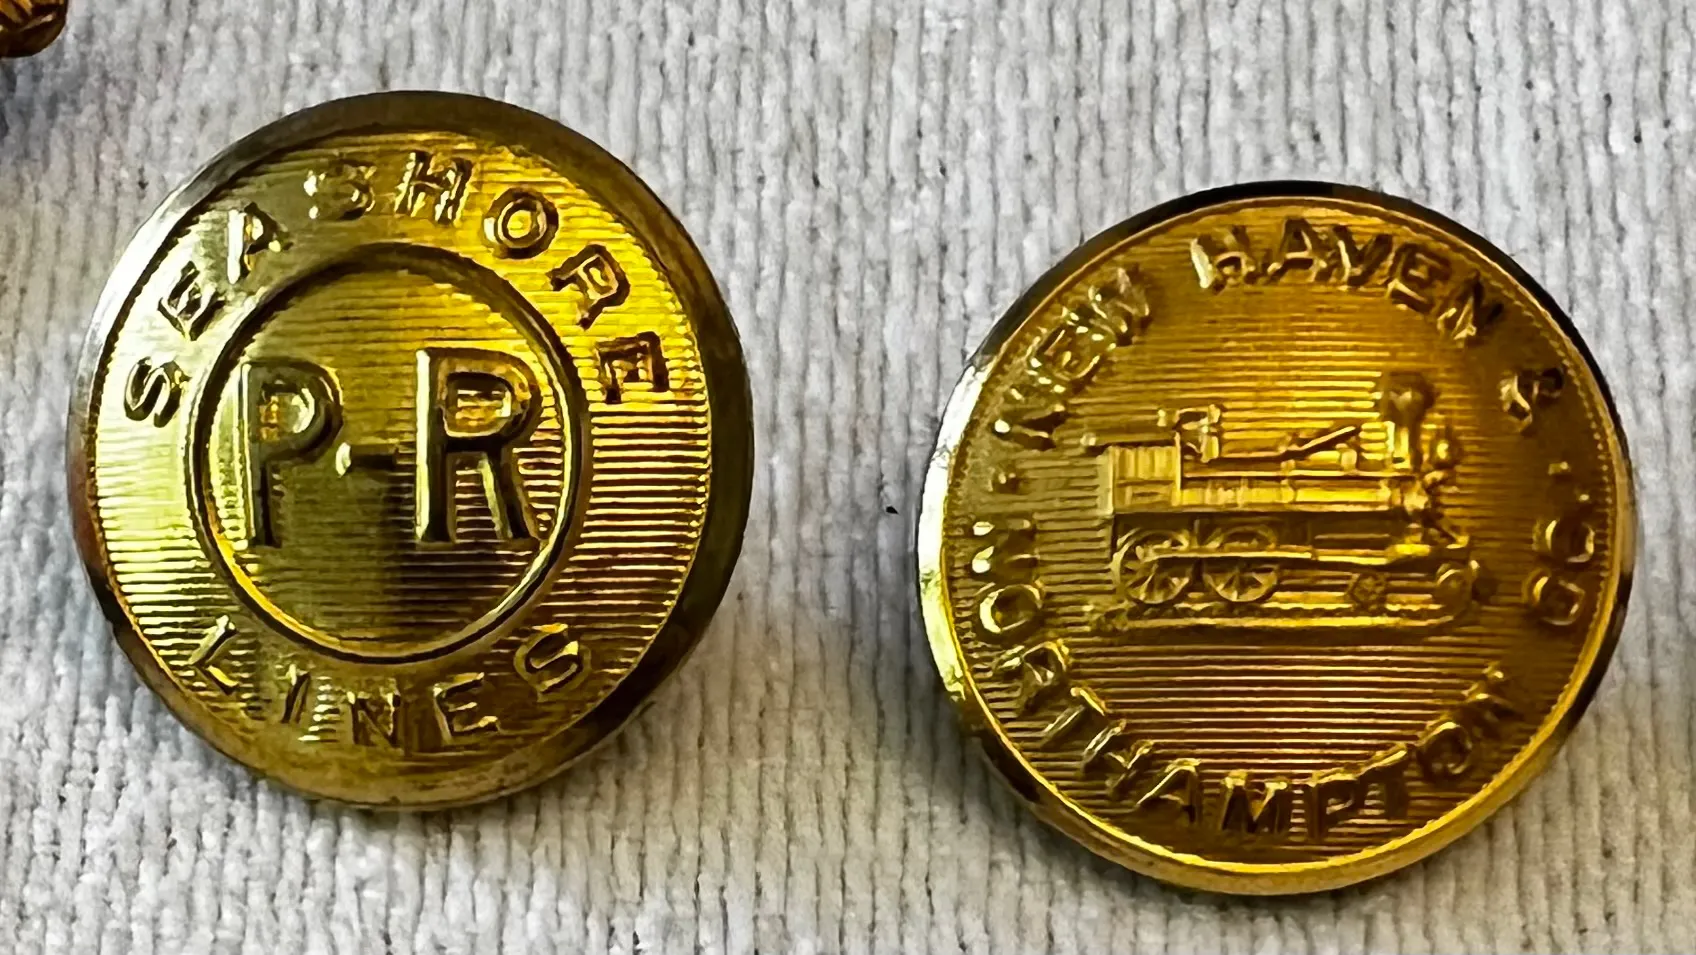 SEASHORE
P-R
LINES
NEW HAVEN & CO.
NORTHAMPTON